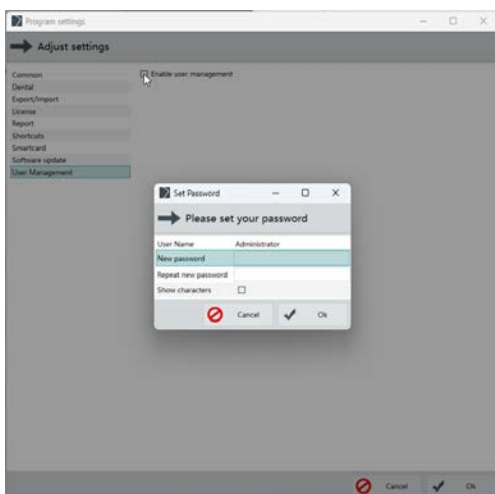 Program settings
Adjust settings
Common
Dental
Export/Import
License
Report
Shortcuts
Smartcard
Software update
User Management
Enable user management
Set Password
Please set your password
User Name Administrator
New password
Repeat new password
Show characters
Cancel Ok
Cancel Ok